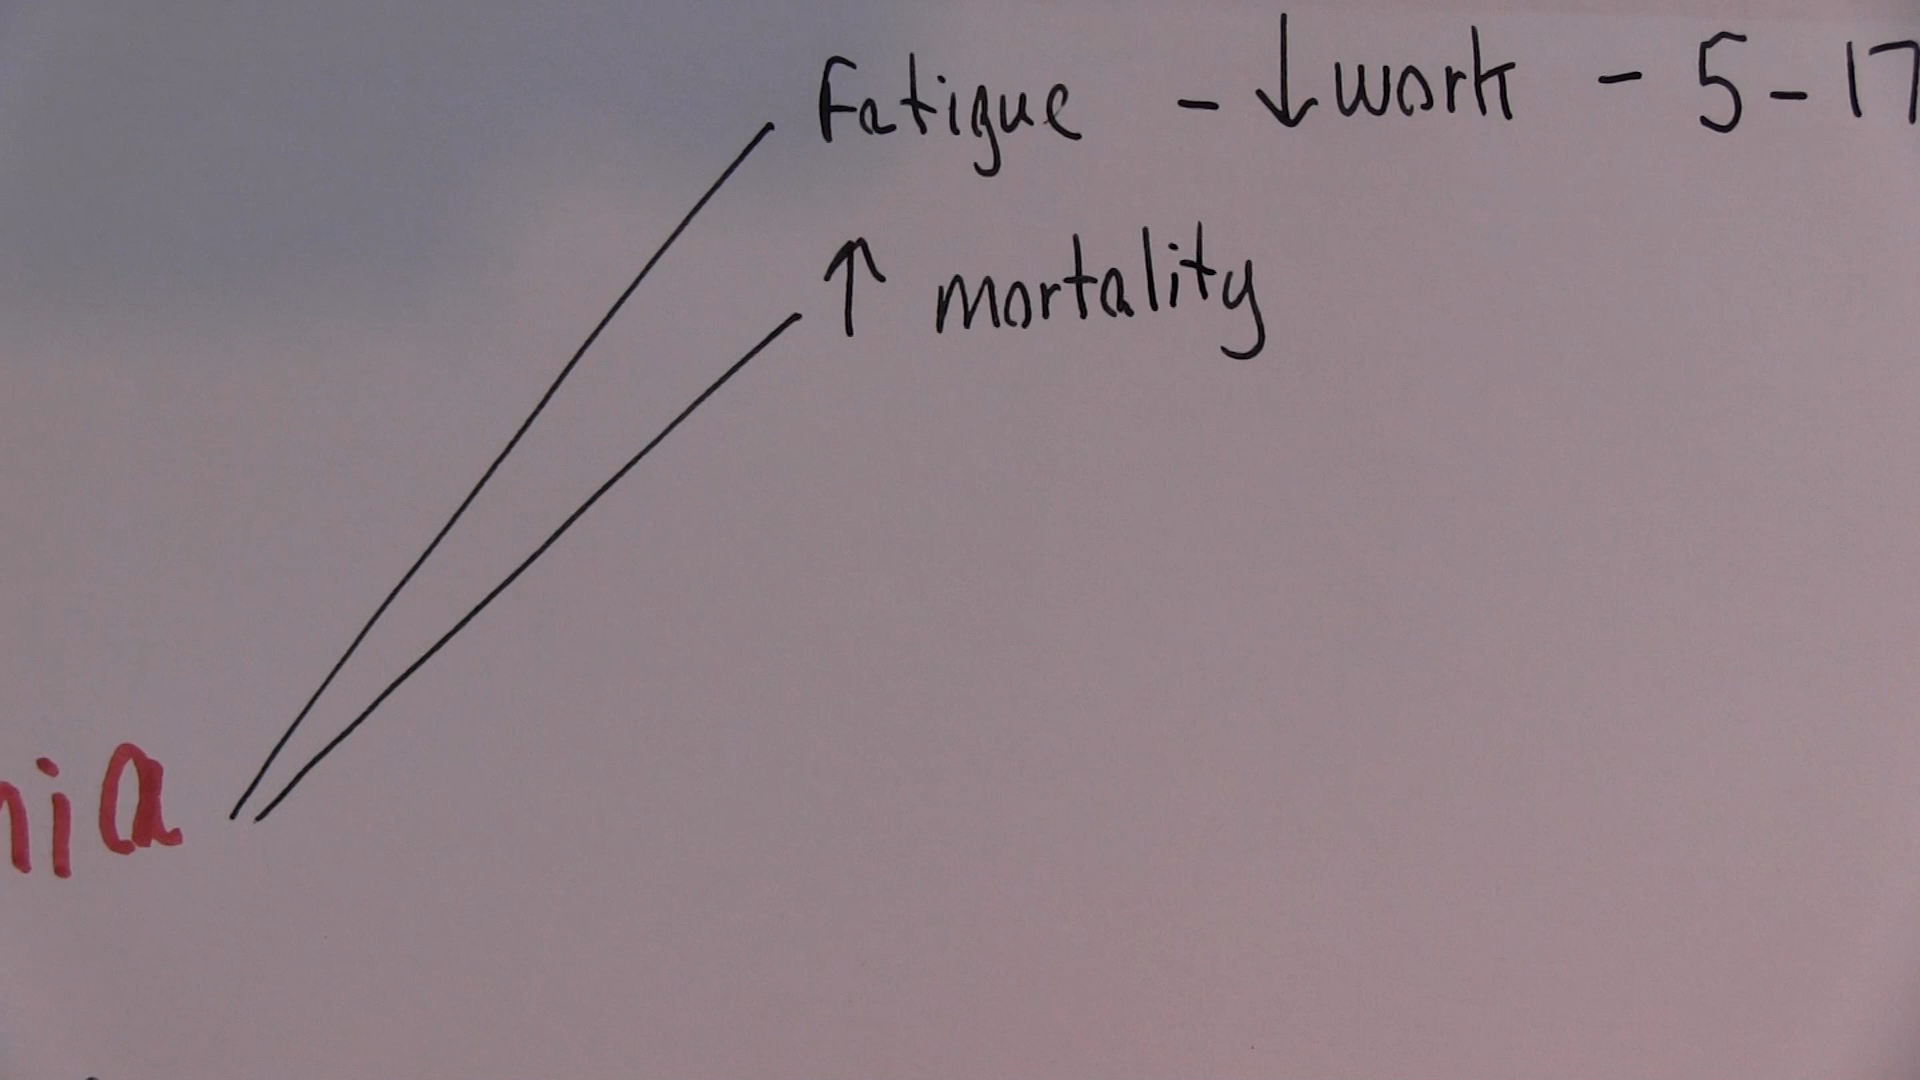 Fatigue - ↓ work - 5-17
↑ mortality
nia